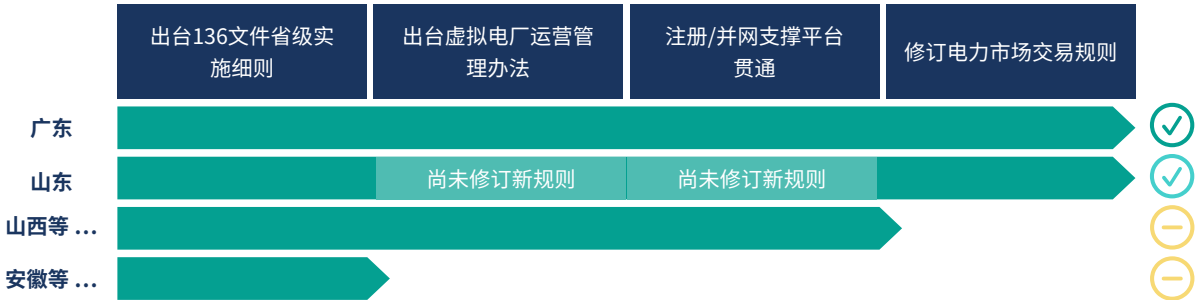 出台136文件省级实
施细则
出台虚拟电厂运营管
理办法
注册/并网支撑平台
贯通
修订电力市场交易规则
广东
山东
尚未修订新规则
尚未修订新规则
山西等 …
安徽等 …